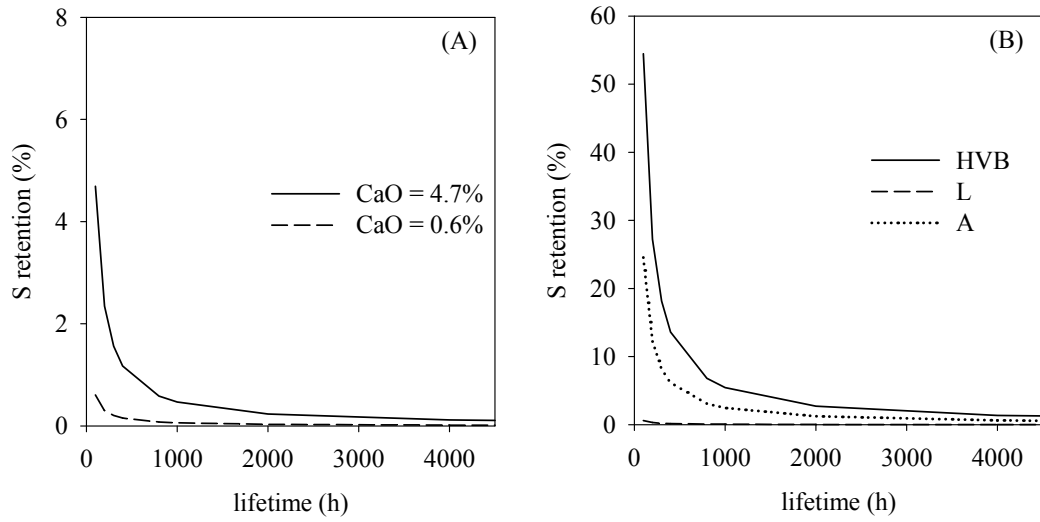 (A)
S retention (%)
8
6
4
2
0
CaO = 4.7%
CaO = 0.6%
0 1000 2000 3000 4000
lifetime (h)
(B)
S retention (%)
60
50
40
30
20
10
0
HVB
L
A
0 1000 2000 3000 4000
lifetime (h)